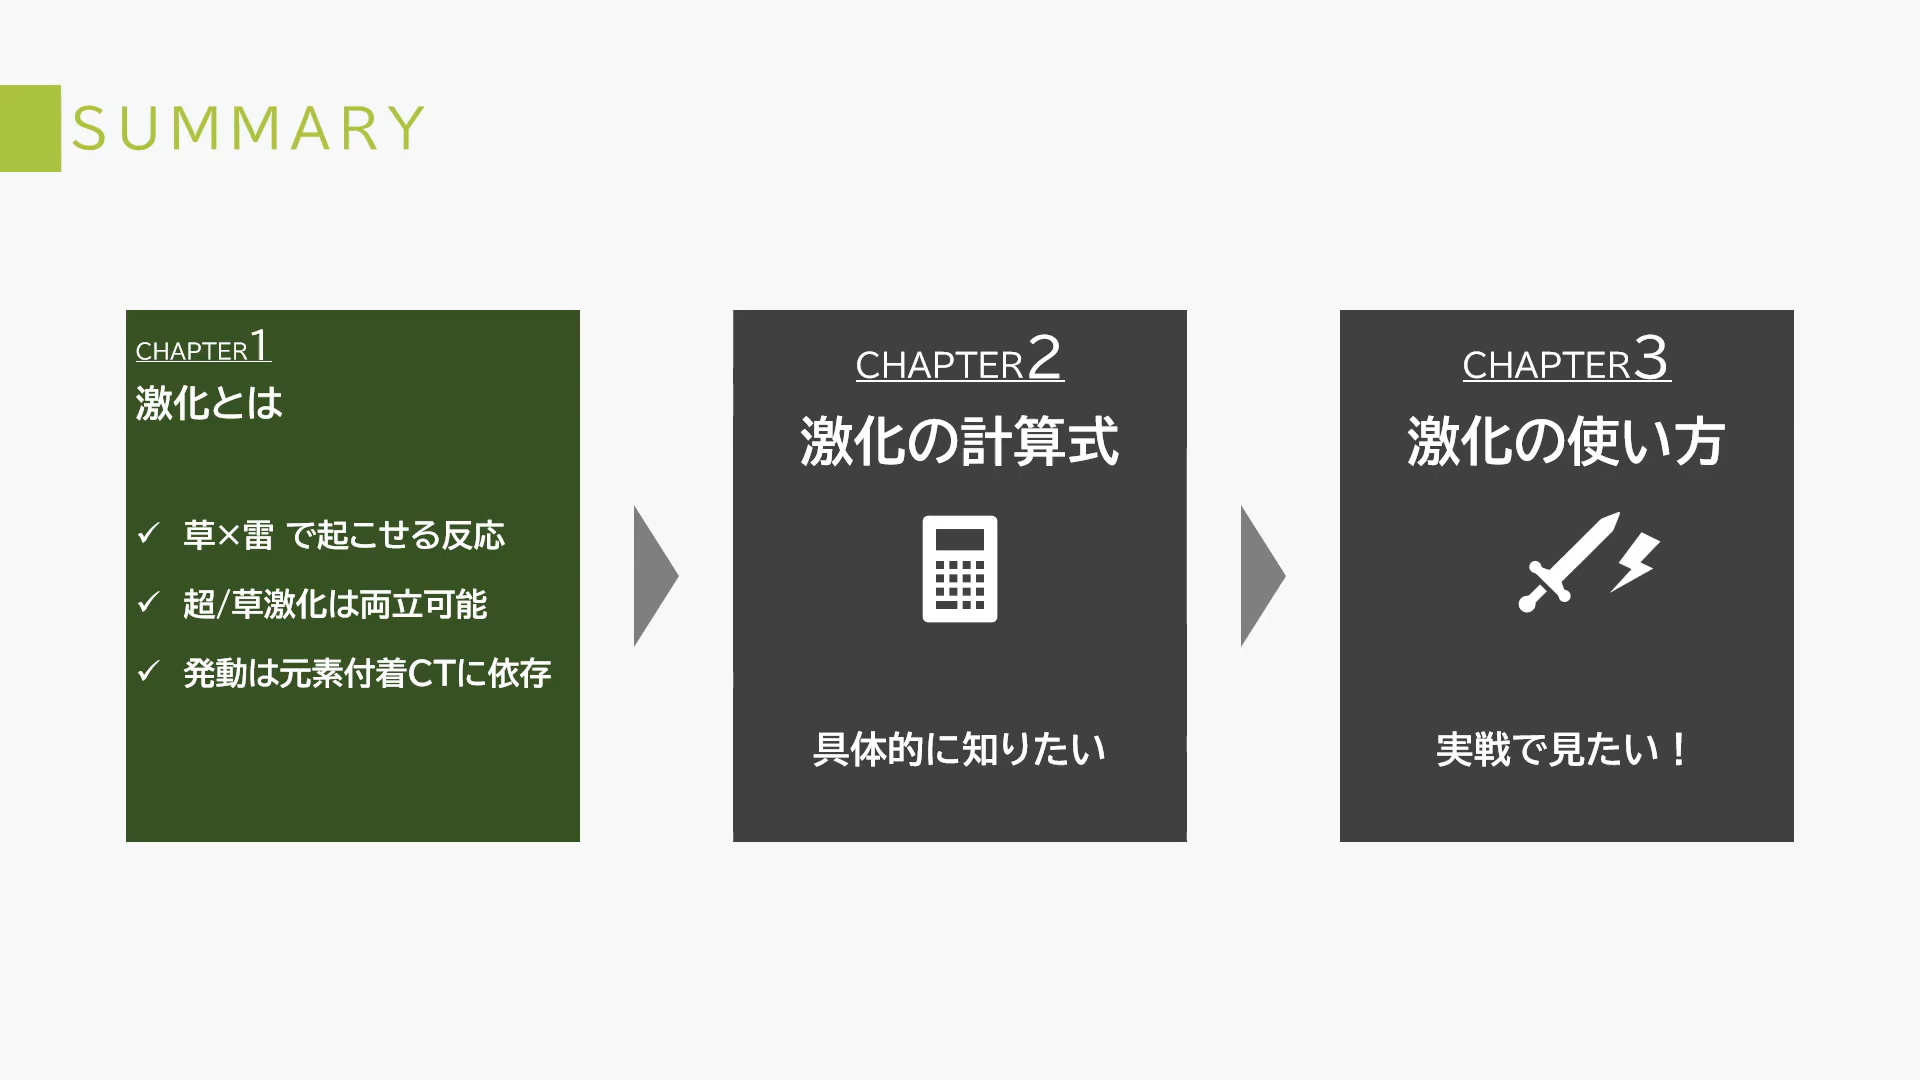 SUMMARY
CHAPTER1
激化とは
✓ 草×雷 で起こせる反応
✓ 超/草激化は両立可能
✓ 発動は元素付着CTに依存
CHAPTER2
激化の計算式
具体的に知りたい
CHAPTER3
激化の使い方
実戦で見たい！